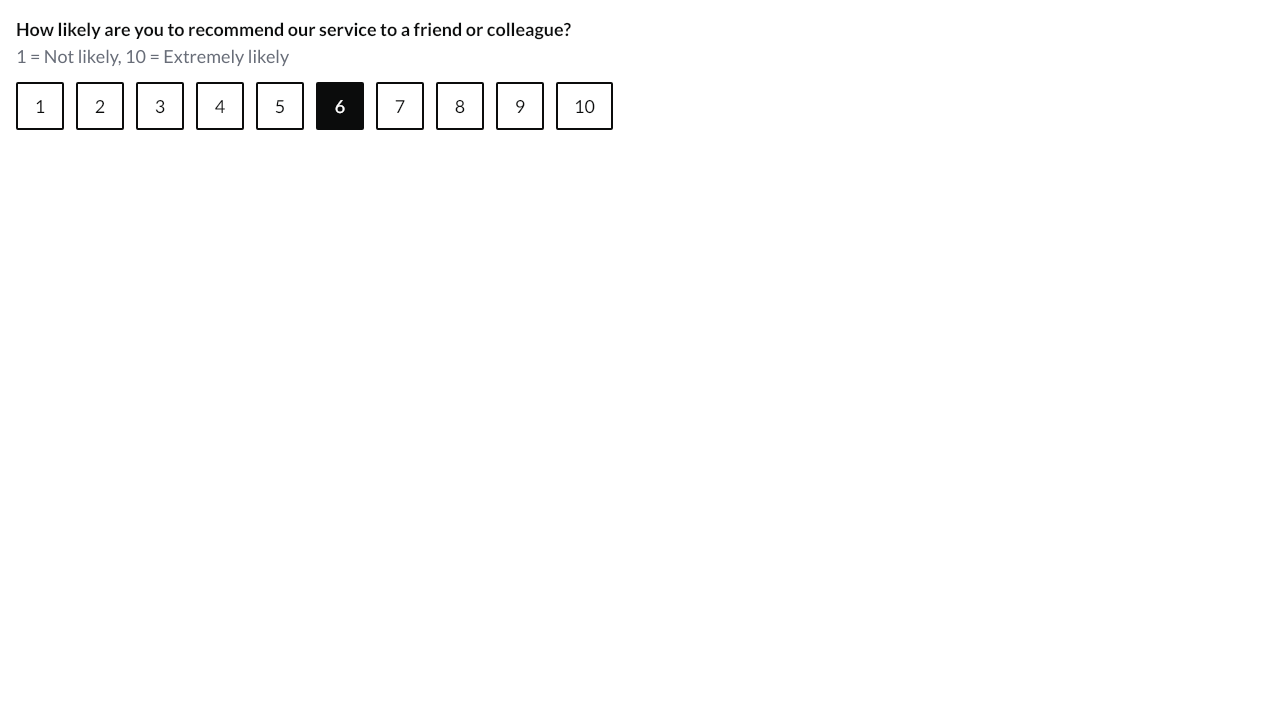 How likely are you to recommend our service to a friend or colleague?
1 = Not likely, 10 = Extremely likely
1 2 3 4 5 6 7 8 9 10